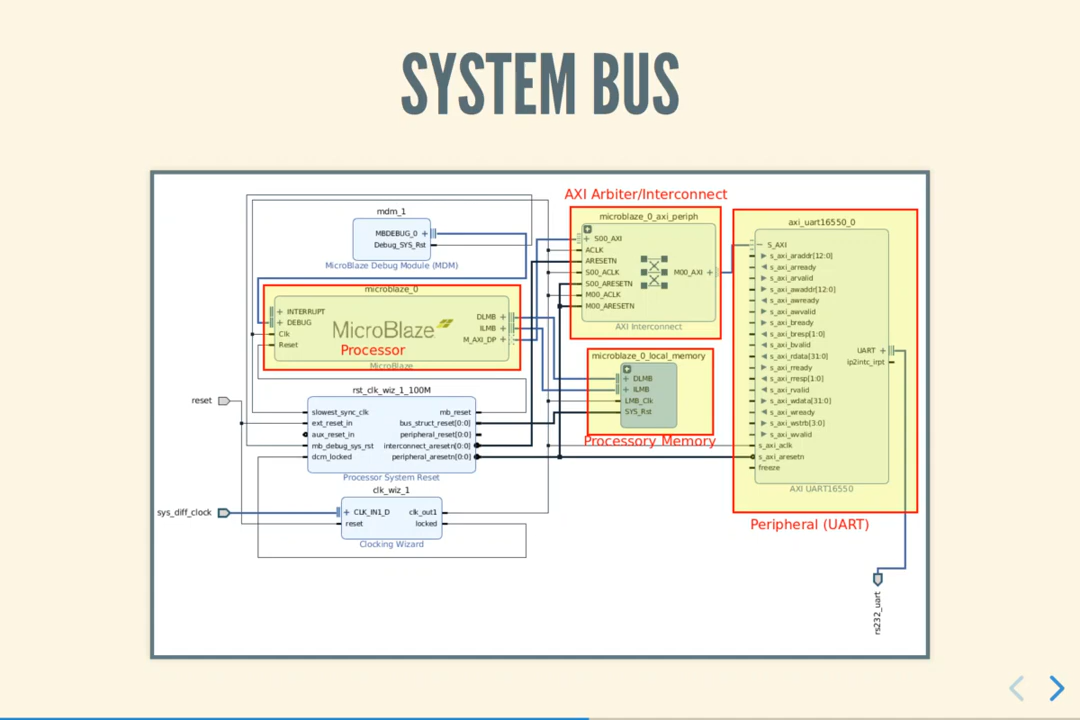 SYSTEM BUS
AXI Arbiter/Interconnect
mdm_1
MBDEBUG_0
Debug_SYS_Rst
MicroBlaze Debug Module (MDM)
microblaze_0_axi_periph
S00_AXI
ACLK
ARESETN
S00_ACLK
S00_ARESETN
M00_ACLK
M00_ARESETN
M00_AXI
AXI Interconnect
axi_uart16550_0
S_AXI
s_axi_araddr[12:0]
s_axi_arready
s_axi_arvalid
s_axi_awaddr[12:0]
s_axi_awready
s_axi_awvalid
s_axi_bready
s_axi_bresp[1:0]
s_axi_bvalid
s_axi_rdata[31:0]
s_axi_rready
s_axi_rresp[1:0]
s_axi_rvalid
s_axi_wdata[31:0]
s_axi_wready
s_axi_wstrb[3:0]
s_axi_wvalid
s_axi_aclk
s_axi_aresetn
freeze
UART
ip2intc_irpt
AXI UART16550
Peripheral (UART)
microblaze_0
INTERRUPT
DEBUG
Clk
Reset
MicroBlaze
DLMB
ILMB
M_AXI_DP
Processor
MicroBlaze
microblaze_0_local_memory
DLMB
ILMB
LMB_Clk
SYS_Rst
Processory Memory
rst_clk_wiz_1_100M
slowest_sync_clk
ext_reset_in
aux_reset_in
mb_debug_sys_rst
dcm_locked
mb_reset
bus_struct_reset[0:0]
peripheral_reset[0:0]
interconnect_aresetn[0:0]
peripheral_aresetn[0:0]
Processor System Reset
reset
clk_wiz_1
CLK_IN1_D
reset
clk_out1
locked
Clocking Wizard
sys_diff_clock
rs232_uart